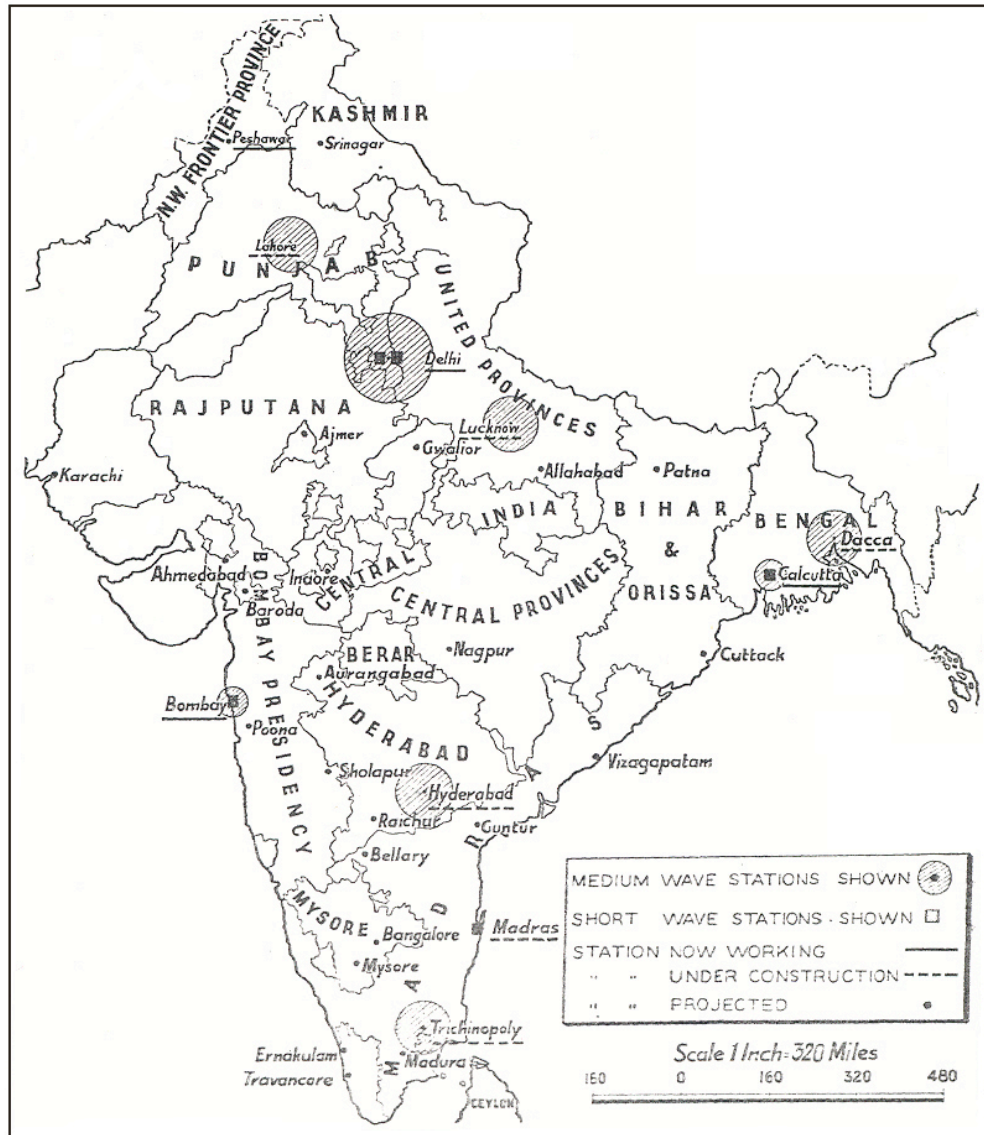 N.W. FRONTIER PROVINCE
KASHMIR
Peshawar
Srinagar
Lahore
PUNJAB
UNITED PROVINCES
Delhi
RAJPUTANA
Ajmer
Lucknow
Gwalior
Karachi
Allahabad
Patna
INDIA
BIHAR
BENGAL
Dacca
Ahmedabad
Indore
CENTRAL
&
Calcutta
Baroda
CENTRAL PROVINCES
ORISSA
BOMBAY PRESIDENCY
BERAR
Nagpur
Cuttack
Aurangabad
Bombay
HYDERABAD
Poona
Sholapur
Vizagapatam
Hyderabad
Raichur
Guntur
Bellary
MADRAS
MYSORE
Bangalore
Madras
Mysore
Trichinopoly
Ernakulam
Madura
Travancore
CEYLON
MEDIUM WAVE STATIONS SHOWN
SHORT WAVE STATIONS · SHOWN
STATION NOW WORKING
" " UNDER CONSTRUCTION
" " PROJECTED
Scale 1 Inch=320 Miles
160 0 160 320 480